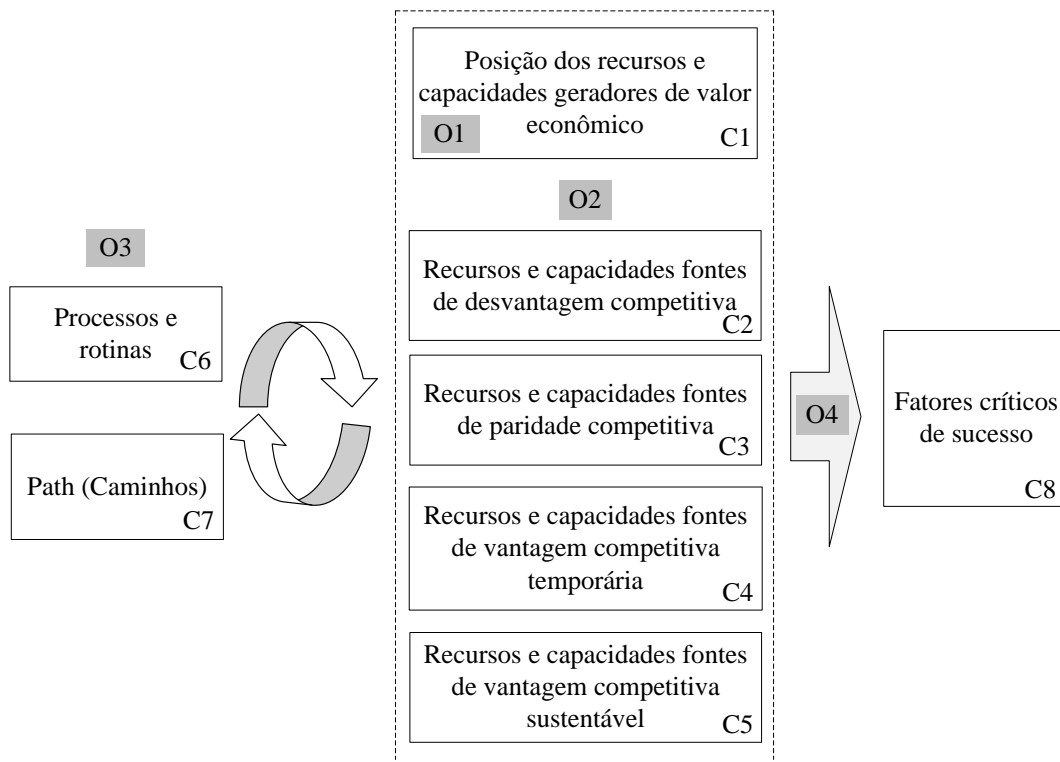 Posição dos recursos e
capacidades geradores de valor
econômico
O1
C1
O2
O3
Recursos e capacidades fontes
de desvantagem competitiva
C2
Processos e
rotinas
C6
Recursos e capacidades fontes
de paridade competitiva
C3
O4
Fatores críticos
de sucesso
C8
Path (Caminhos)
C7
Recursos e capacidades fontes
de vantagem competitiva
temporária
C4
Recursos e capacidades fontes
de vantagem competitiva
sustentável
C5